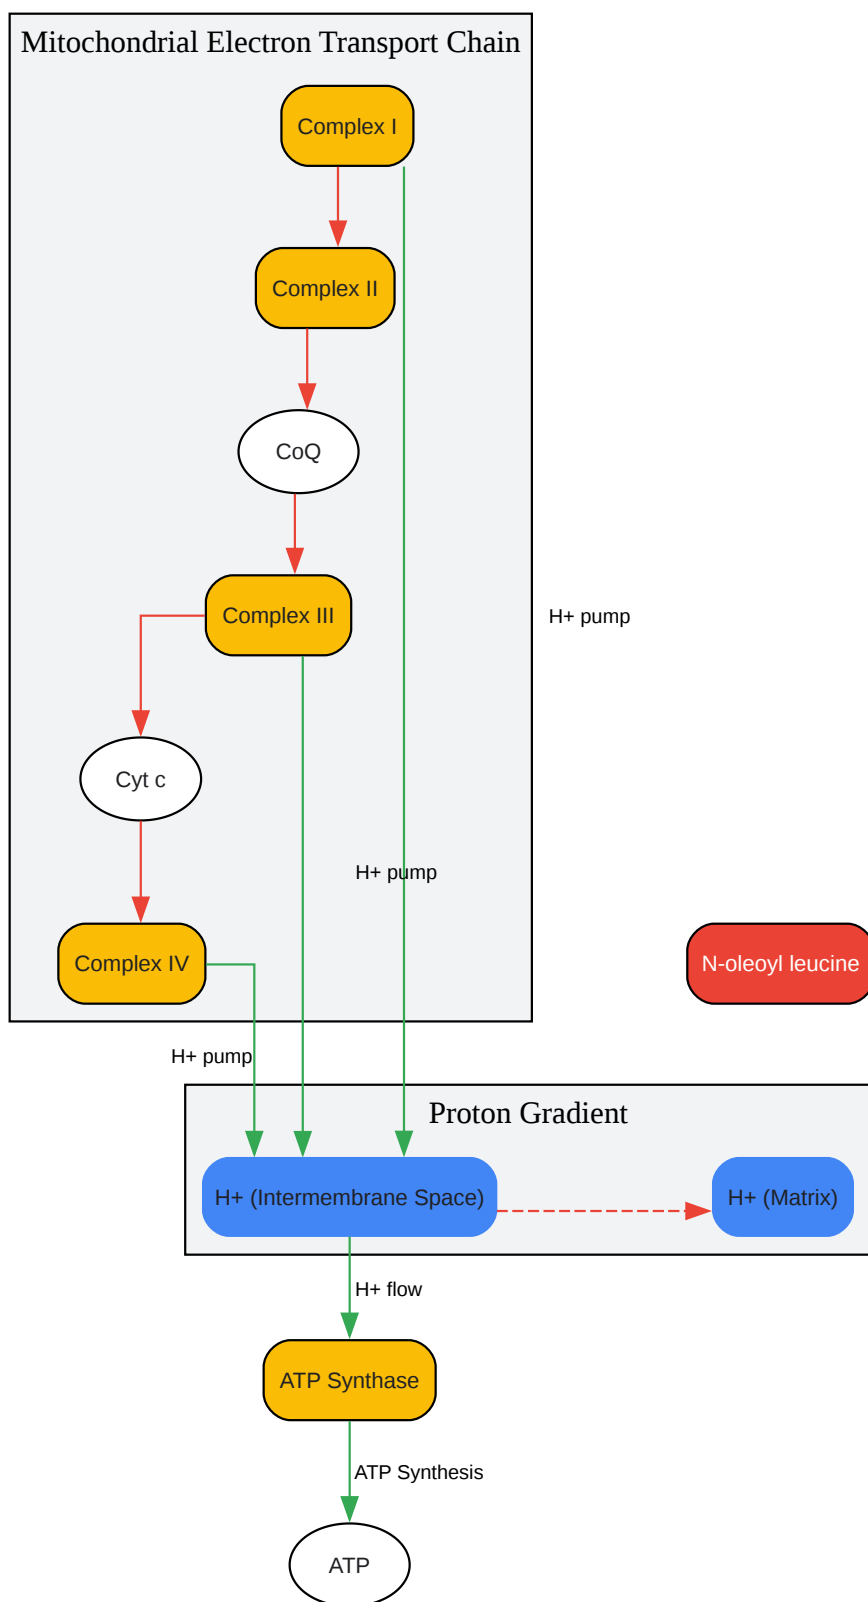 Mitochondrial Electron Transport Chain
Complex I
Complex II
CoQ
Complex III
H+ pump
Cyt c
H+ pump
Complex IV
N-oleoyl leucine
H+ pump
Proton Gradient
H+ (Intermembrane Space)
H+ (Matrix)
H+ flow
ATP Synthase
ATP Synthesis
ATP